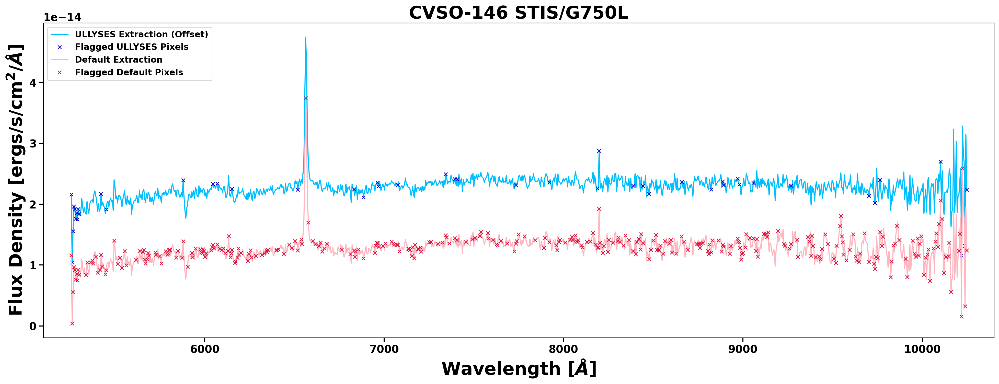 CVSO-146 STIS/G750L
1e−14
ULLYSES Extraction (Offset)
Flagged ULLYSES Pixels
Default Extraction
Flagged Default Pixels
Flux Density [ergs/s/cm²/Å]
4
3
2
1
0
6000 7000 8000 9000 10000
Wavelength [Å]